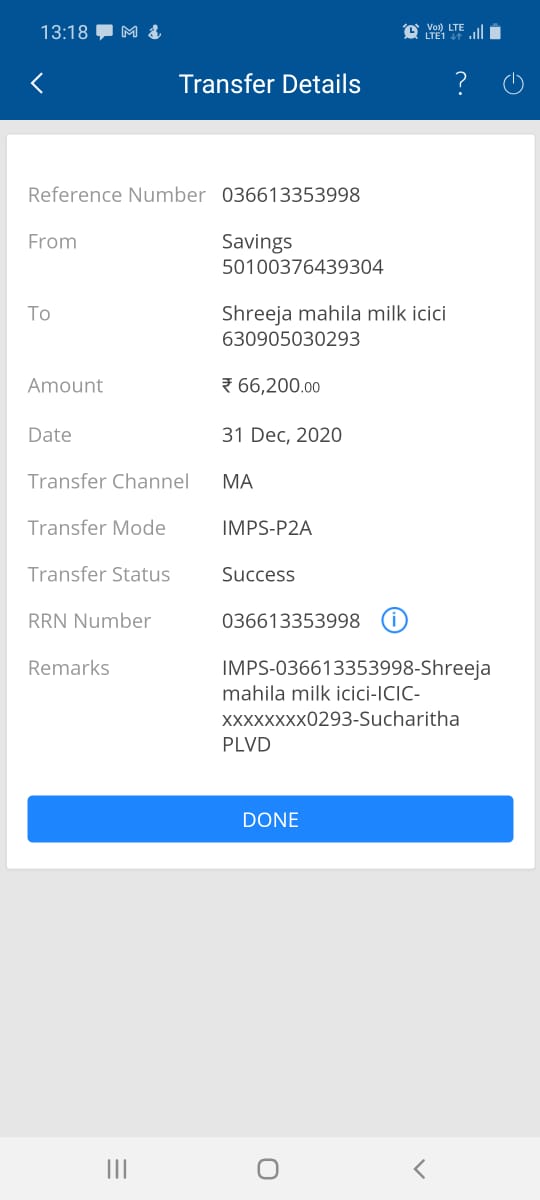 13:18
Vo)) LTE
LTE1
Transfer Details
?
Reference Number 036613353998
From Savings
50100376439304
To Shreeja mahila milk icici
630905030293
Amount ₹ 66,200.00
Date 31 Dec, 2020
Transfer Channel MA
Transfer Mode IMPS-P2A
Transfer Status Success
RRN Number 036613353998 i
Remarks IMPS-036613353998-Shreeja
mahila milk icici-ICIC-
xxxxxxxx0293-Sucharitha
PLVD
DONE